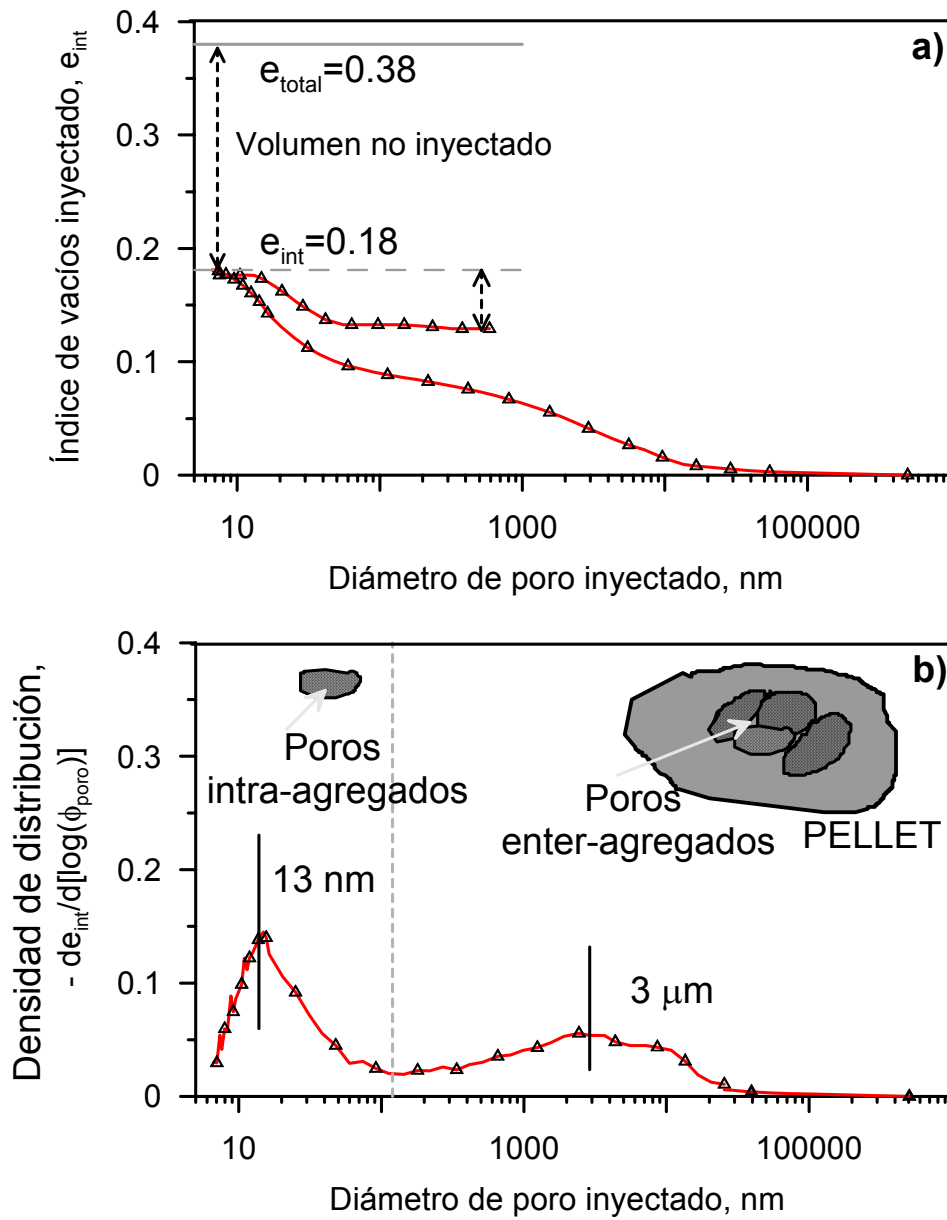 a)
Índice de vacíos inyectado, e_int
0.4
0.3
0.2
0.1
0
e_total=0.38
Volumen no inyectado
e_int=0.18
10
1000
100000
Diámetro de poro inyectado, nm
b)
Densidad de distribución,
- de_int/d[log(ϕ_poro)]
0.4
0.3
0.2
0.1
0
Poros
intra-agregados
Poros
enter-agregados
PELLET
13 nm
3 μm
10
1000
100000
Diámetro de poro inyectado, nm